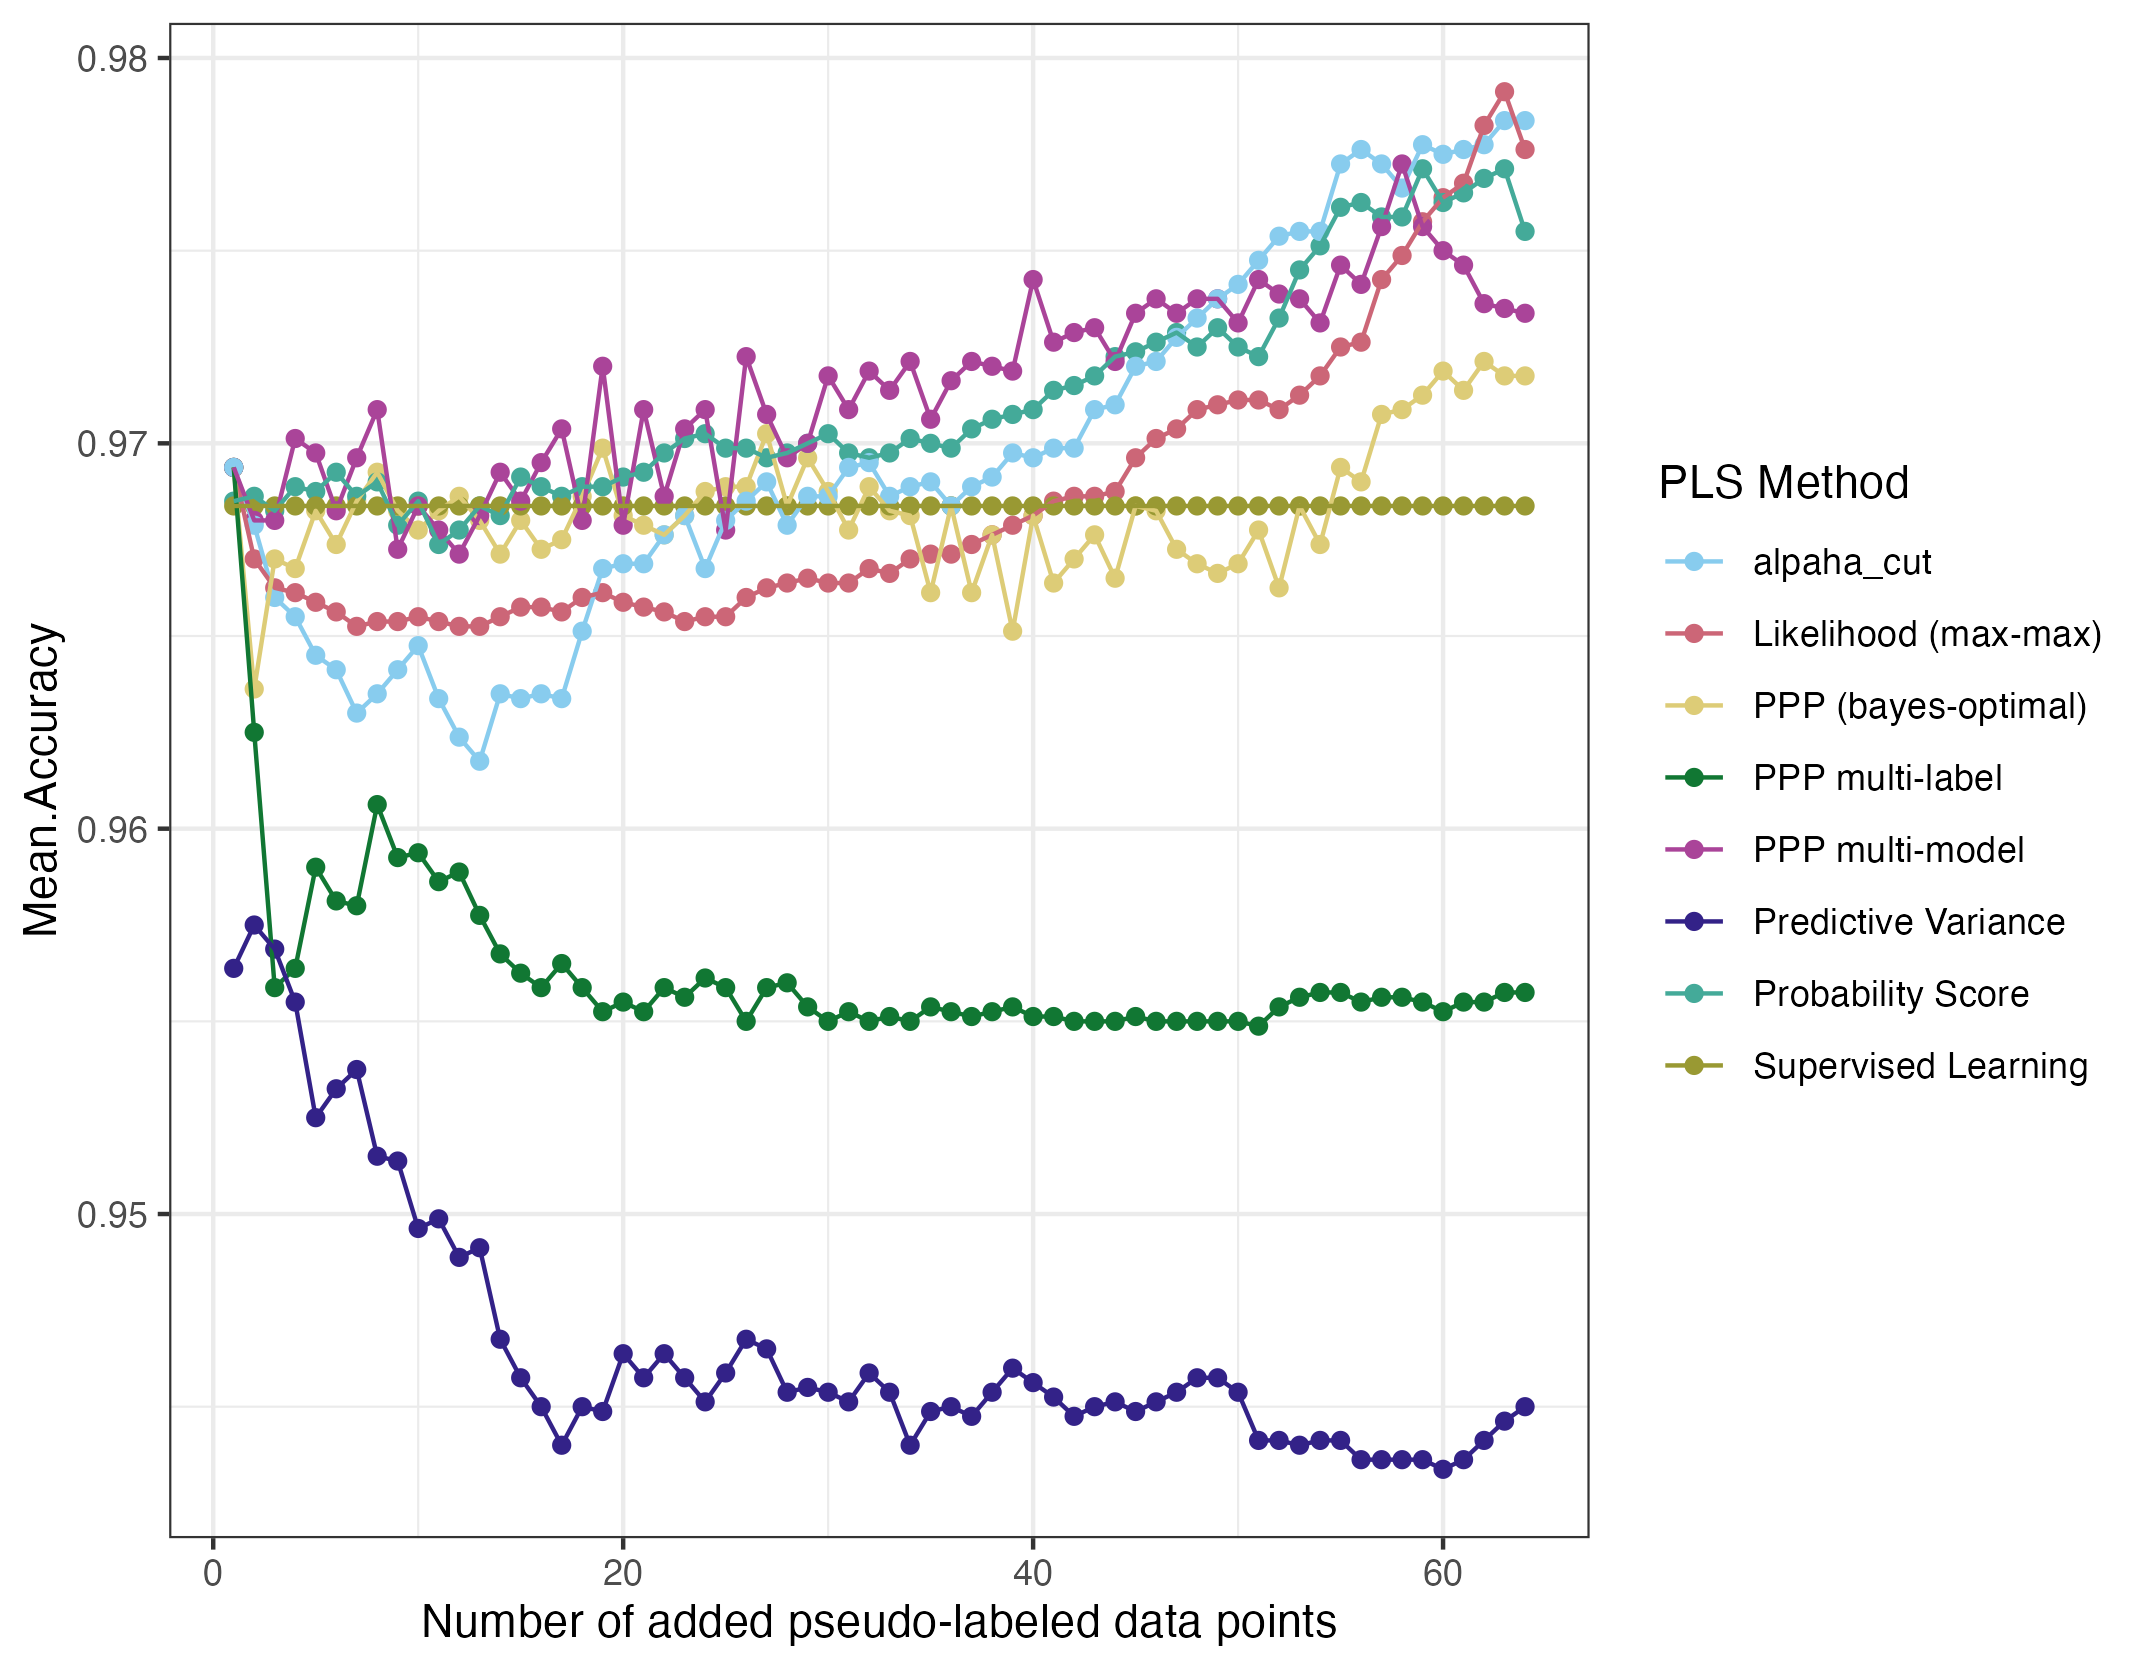 0.98
0.97
0.96
0.95
Mean.Accuracy
0
20
40
60
Number of added pseudo-labeled data points
PLS Method
alpaha_cut
Likelihood (max-max)
PPP (bayes-optimal)
PPP multi-label
PPP multi-model
Predictive Variance
Probability Score
Supervised Learning